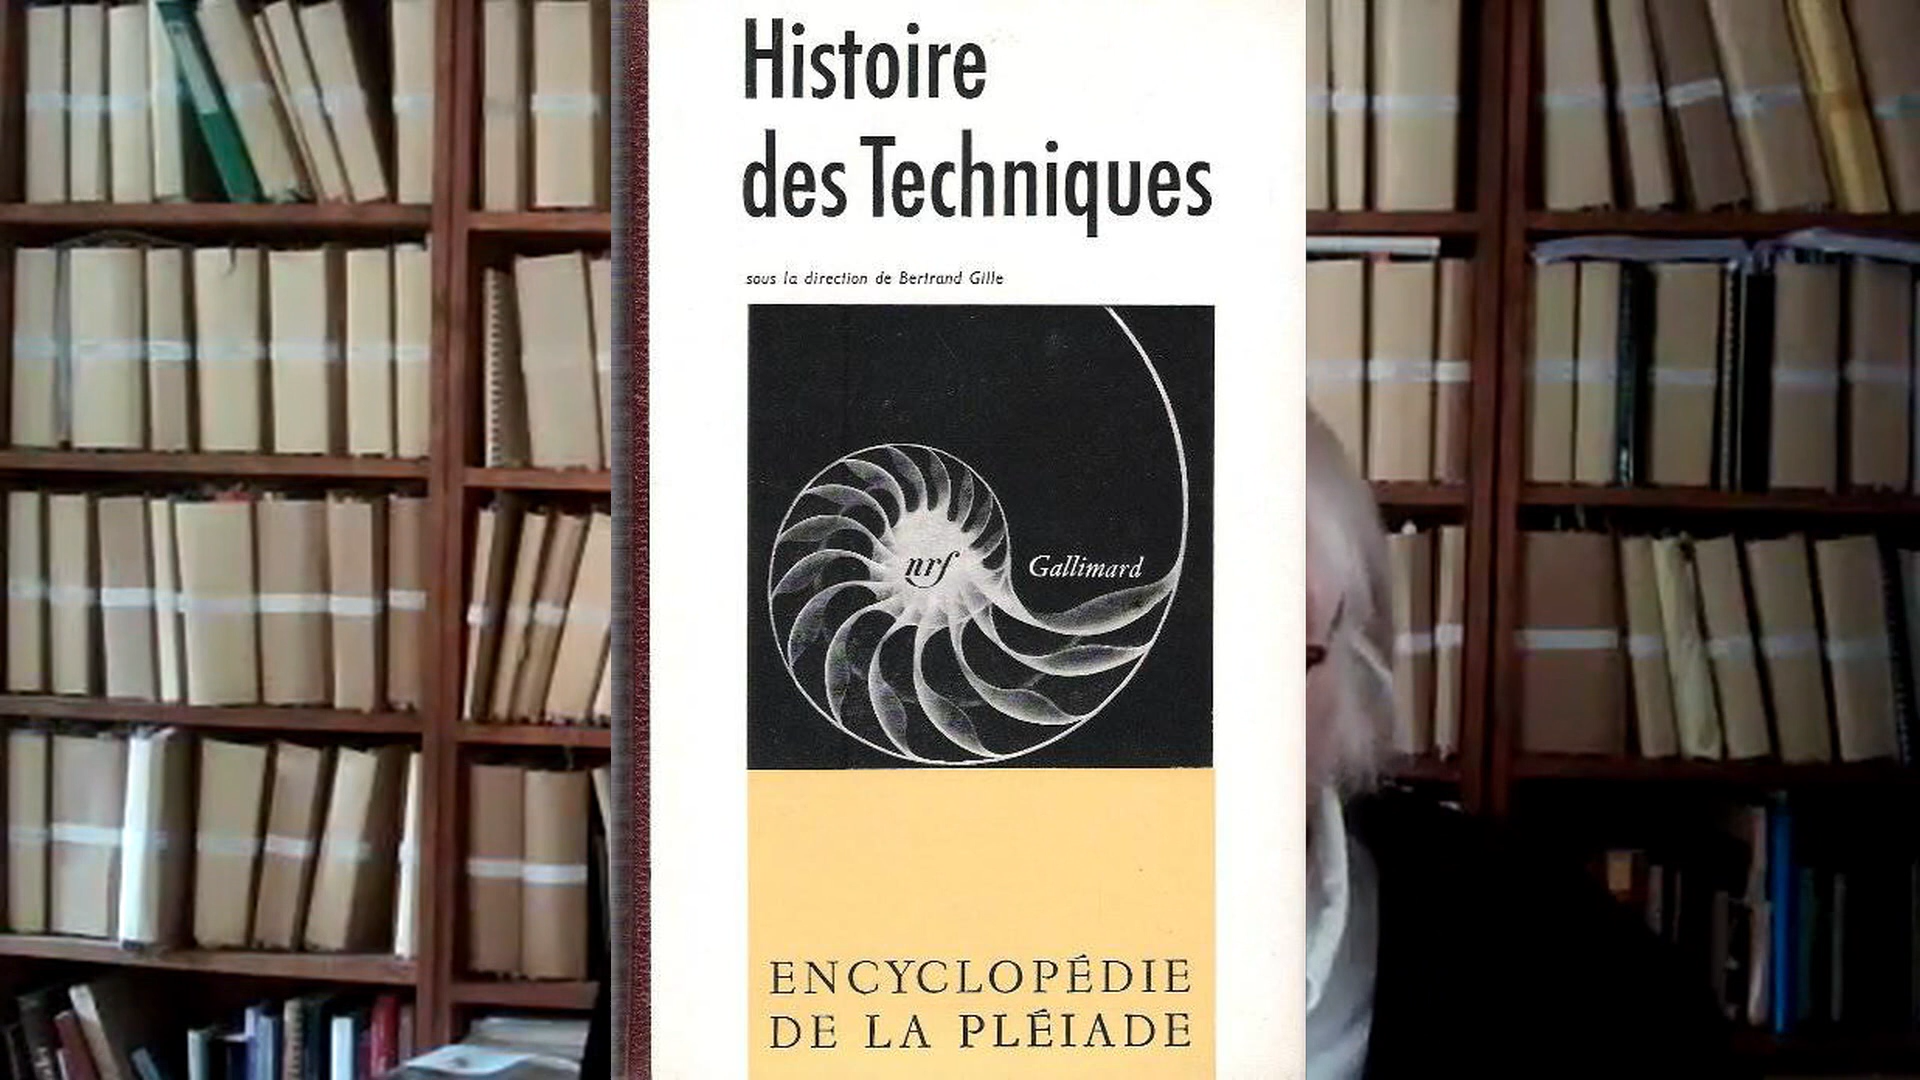 Histoire
des Techniques
sous la direction de Bertrand Gille
nrf
Gallimard
ENCYCLOPÉDIE
DE LA PLÉIADE